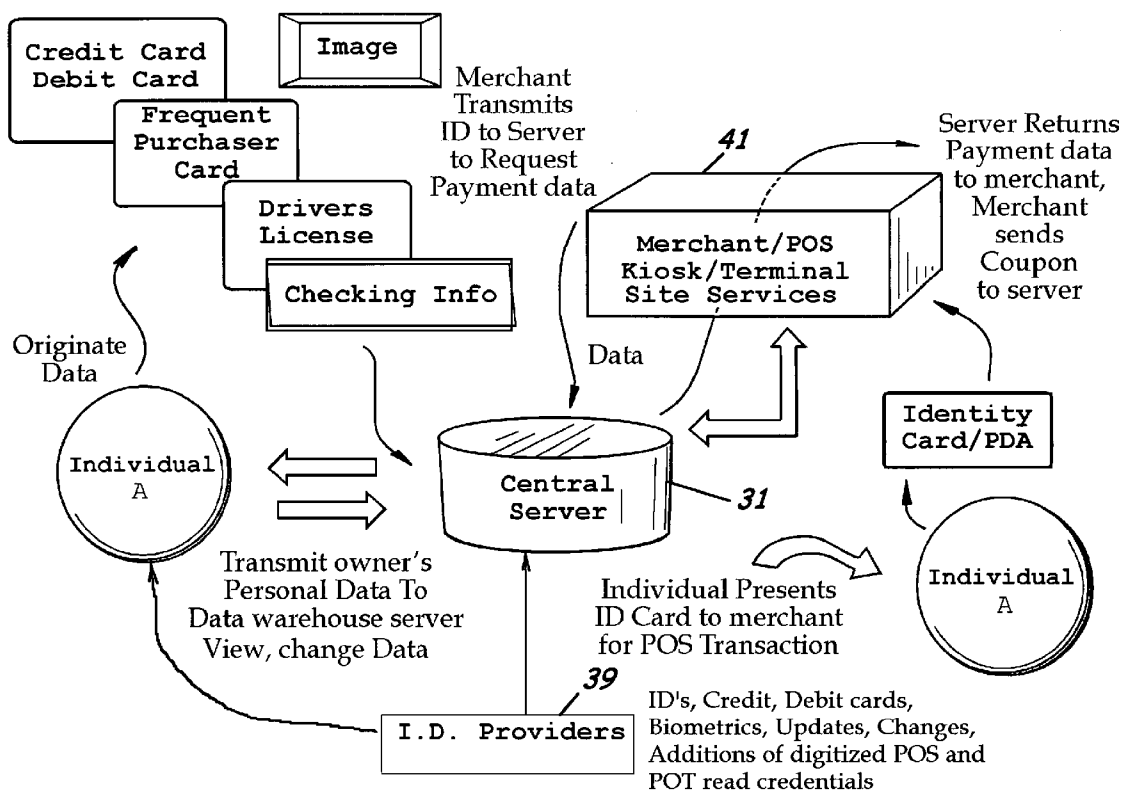 Credit Card
Debit Card
Frequent
Purchaser
Card
Drivers
License
Checking Info
Image
Merchant
Transmits
ID to Server
to Request
Payment data
41
Merchant/POS
Kiosk/Terminal
Site Services
Server Returns
Payment data
to merchant,
Merchant
sends
Coupon
to server
Originate
Data
Data
Individual
A
Central
Server
31
Identity
Card/PDA
Individual
A
Transmit owner's
Personal Data To
Data warehouse server
View, change Data
Individual Presents
ID Card to merchant
for POS Transaction
39
I.D. Providers
ID's, Credit, Debit cards,
Biometrics, Updates, Changes,
Additions of digitized POS and
POT read credentials